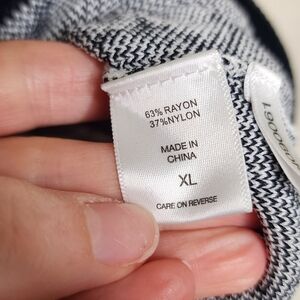 63% RAYON
37%NYLON
MADE IN
CHINA
XL
CARE ON REVERSE